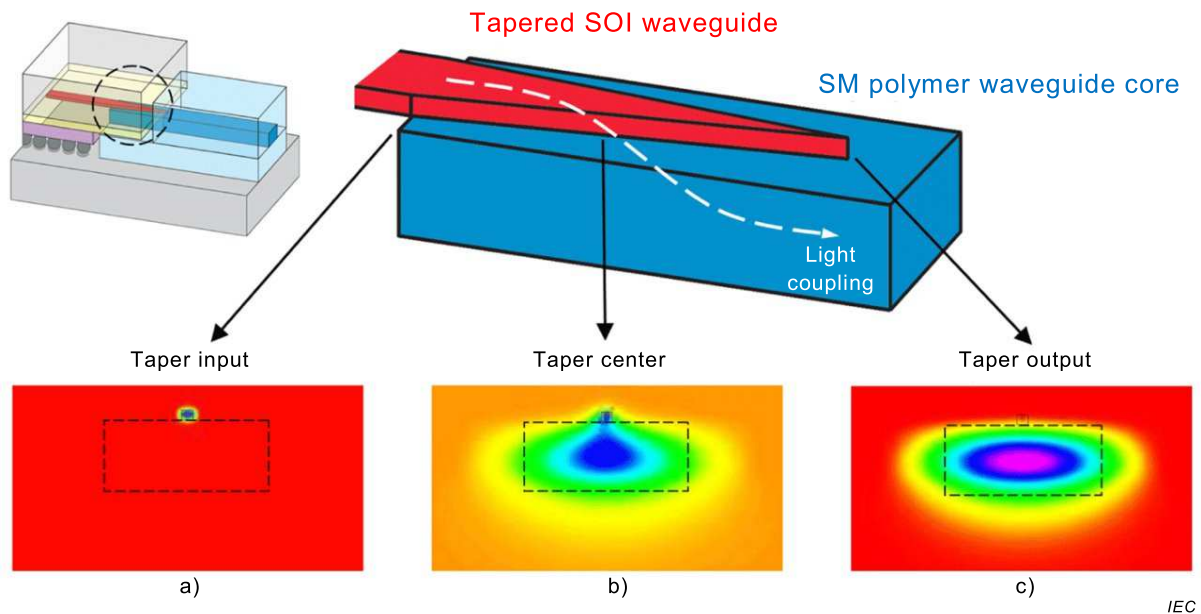 Tapered SOI waveguide
SM polymer waveguide core
Light
coupling
Taper input
Taper center
Taper output
a)
b)
c)
IEC